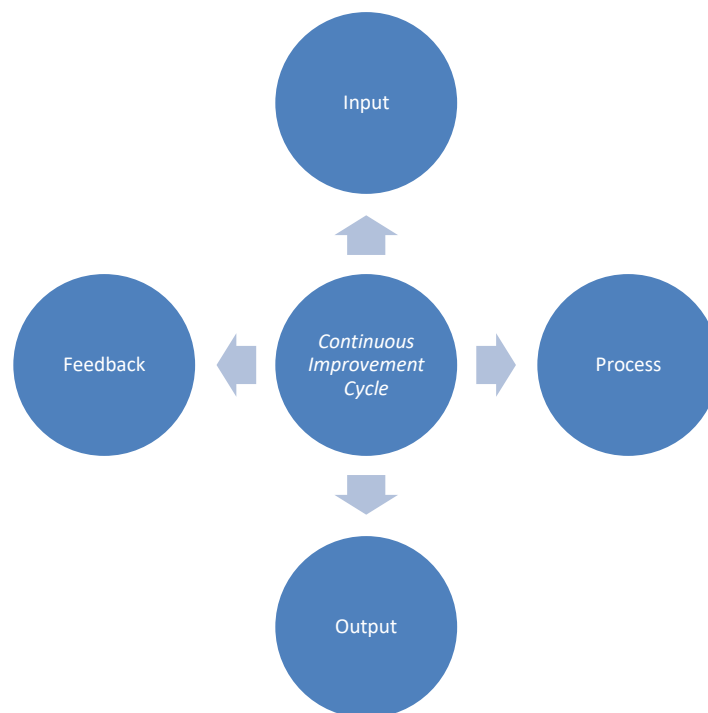 Input
Feedback
Continuous
Improvement
Cycle
Process
Output